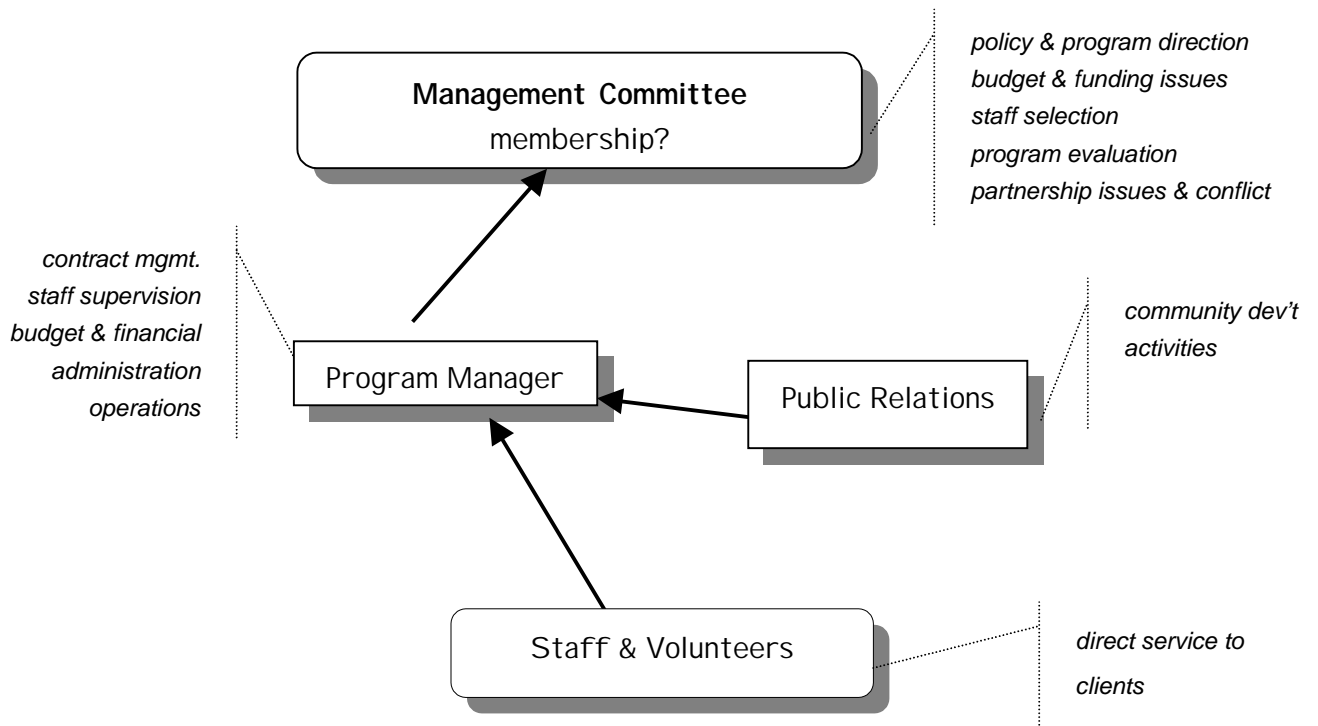 Management Committee
membership?
policy & program direction
budget & funding issues
staff selection
program evaluation
partnership issues & conflict
contract mgmt.
staff supervision
budget & financial
administration
operations
Program Manager
Public Relations
community dev't
activities
Staff & Volunteers
direct service to
clients